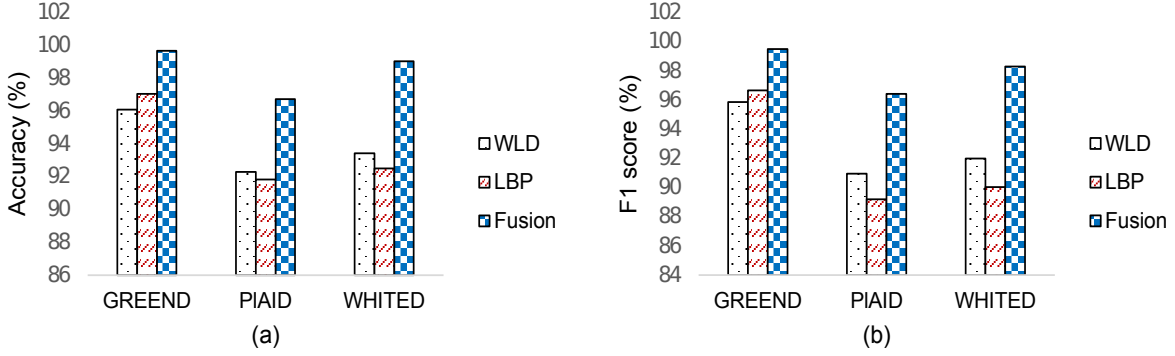 102
100
98
96
94
92
90
88
86
Accuracy (%)
GREEND PIAID WHITED
WLD
LBP
Fusion
(a)
102
100
98
96
94
92
90
88
86
84
F1 score (%)
GREEND PIAID WHITED
WLD
LBP
Fusion
(b)